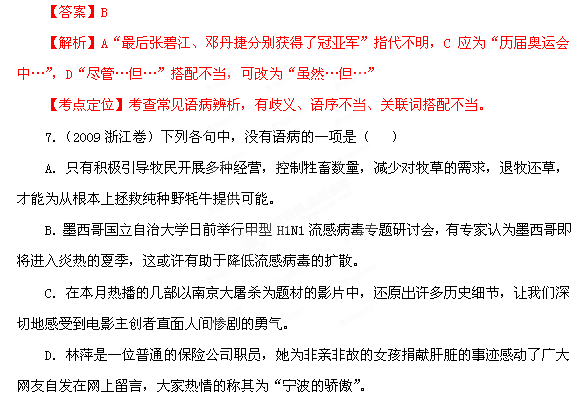 【答案】B
【解析】A“最后张碧江、邓丹捷分别获得了冠亚军”指代不明，C 应为“历届奥运会
中…”，D“尽管…但…”搭配不当，可改为“虽然…但…”
【考点定位】考查常见语病辨析，有歧义、语序不当、关联词搭配不当。
7.（2009浙江卷）下列各句中，没有语病的一项是（ ）
A. 只有积极引导牧民开展多种经营，控制牲畜数量，减少对牧草的需求，退牧还草，
才能为从根本上拯救纯种野牦牛提供可能。
B. 墨西哥国立自治大学日前举行甲型 H1N1 流感病毒专题研讨会，有专家认为墨西哥即
将进入炎热的夏季，这或许有助于降低流感病毒的扩散。
C. 在本月热播的几部以南京大屠杀为题材的影片中，还原出许多历史细节，让我们深
切地感受到电影主创者直面人间惨剧的勇气。
D. 林萍是一位普通的保险公司职员，她为非亲非故的女孩捐献肝脏的事迹感动了广大
网友自发在网上留言，大家热情的称其为“宁波的骄傲”。